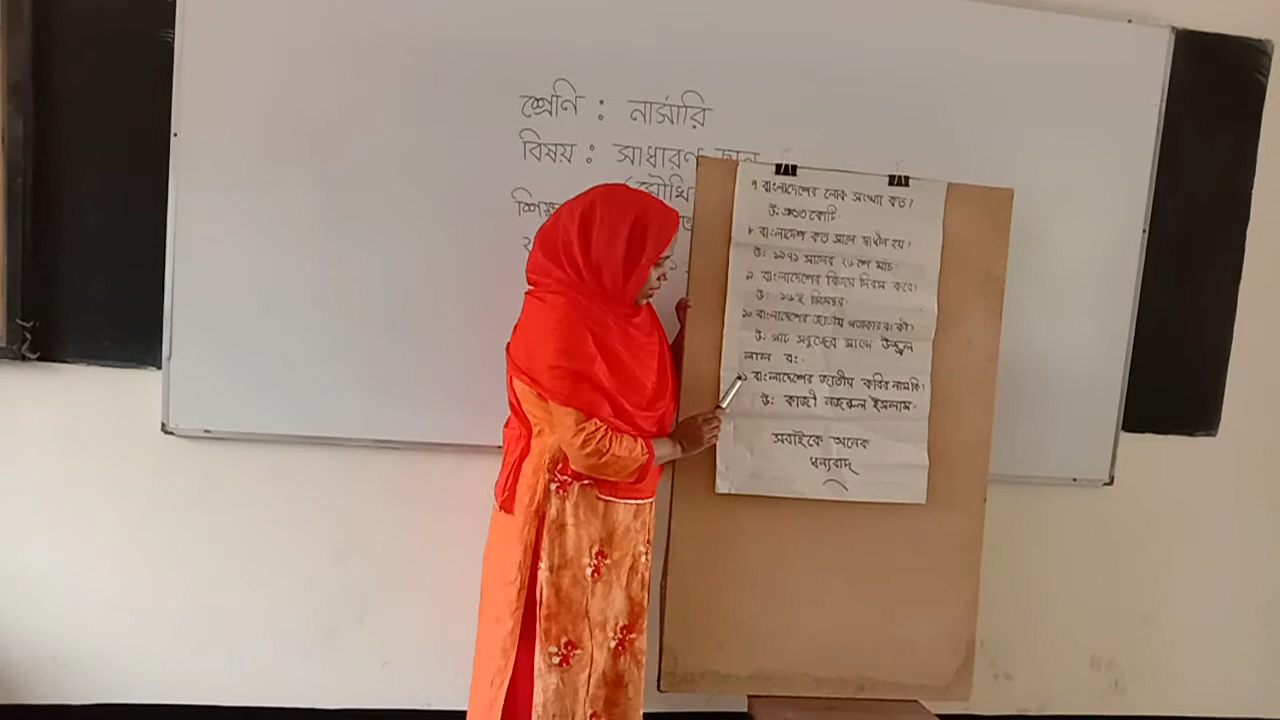 শ্রেণি : নার্সারি
বিষয় : সাধারণ জ্ঞান
মৌখি
শিক্ষ
৭ বাংলাদেশের লোক সংখ্যা কত?
উ: কোটি
৮ বাংলাদেশ কত সালে স্বাধীন হয়?
উ: ১৯৭১ সালের ২৬ শে মার্চ
৯ বাংলাদেশের বিজয় দিবস কবে?
উ: ১৬ ই ডিসেম্বর
১০ বাংলাদেশের জাতীয় পতাকার রং কী?
উ: গাঢ় সবুজের মাঝে উজ্জ্বল
লাল রং.
১১ বাংলাদেশের জাতীয় কবির নাম কি?
উ: কাজী নজরুল ইসলাম.
সবাইকে অনেক
ধন্যবাদ